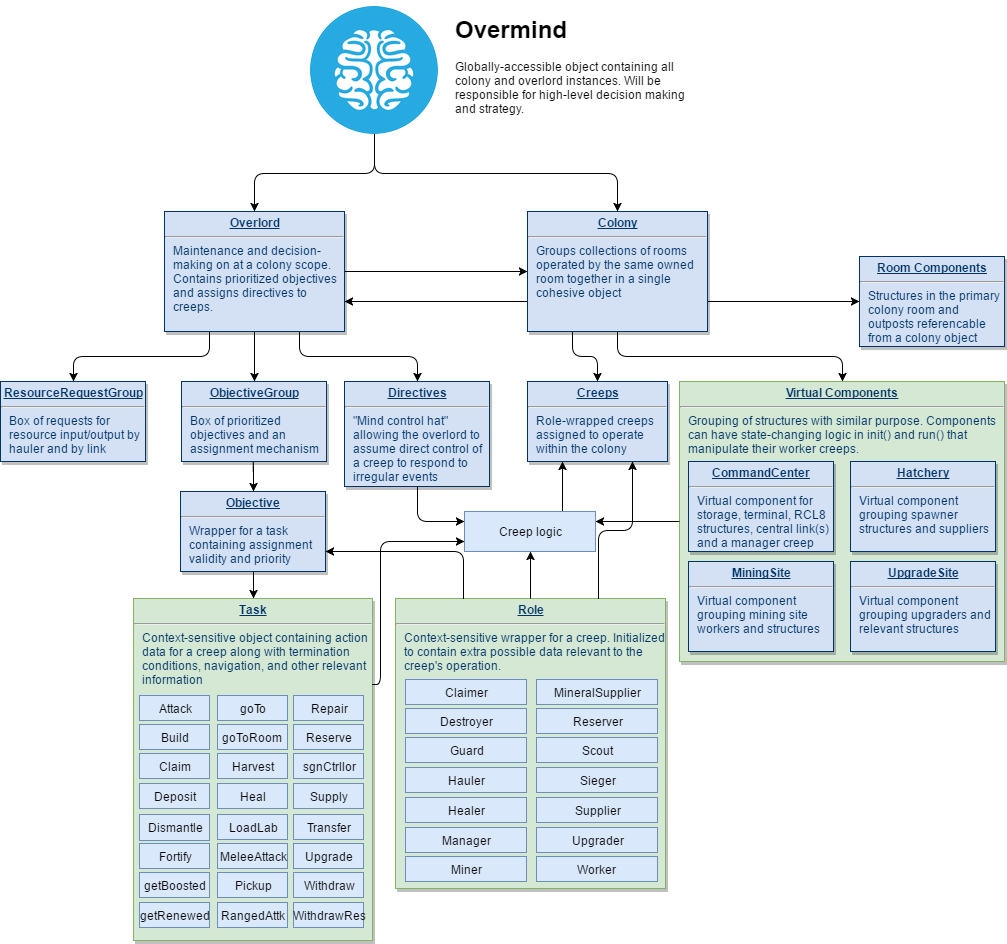 Overmind
Globally-accessible object containing all
colony and overlord instances. Will be
responsible for high-level decision making
and strategy.
Overlord
Maintenance and decision-
making on at a colony scope.
Contains prioritized objectives
and assigns directives to
creeps.
Colony
Groups collections of rooms
operated by the same owned
room together in a single
cohesive object
Room Components
Structures in the primary
colony room and
outposts referencable
from a colony object
ResourceRequestGroup
Box of requests for
resource input/output by
hauler and by link
ObjectiveGroup
Box of prioritized
objectives and an
assignment mechanism
Directives
"Mind control hat"
allowing the overlord to
assume direct control of
a creep to respond to
irregular events
Creeps
Role-wrapped creeps
assigned to operate
within the colony
Virtual Components
Grouping of structures with similar purpose. Components
can have state-changing logic in init() and run() that
manipulate their worker creeps.
CommandCenter
Virtual component for
storage, terminal, RCL8
structures, central link(s)
and a manager creep
Hatchery
Virtual component
grouping spawner
structures and suppliers
MiningSite
Virtual component
grouping mining site
workers and structures
UpgradeSite
Virtual component
grouping upgraders and
relevant structures
Objective
Wrapper for a task
containing assignment
validity and priority
Creep logic
Task
Context-sensitive object containing action
data for a creep along with termination
conditions, navigation, and other relevant
information
Attack
goTo
Repair
Build
goToRoom
Reserve
Claim
Harvest
sgnCtrllor
Deposit
Heal
Supply
Dismantle
LoadLab
Transfer
Fortify
MeleeAttack
Upgrade
getBoosted
Pickup
Withdraw
getRenewed
RangedAttk
WithdrawRes
Role
Context-sensitive wrapper for a creep. Initialized
to contain extra possible data relevant to the
creep's operation.
Claimer
MineralSupplier
Destroyer
Reserver
Guard
Scout
Hauler
Sieger
Healer
Supplier
Manager
Upgrader
Miner
Worker